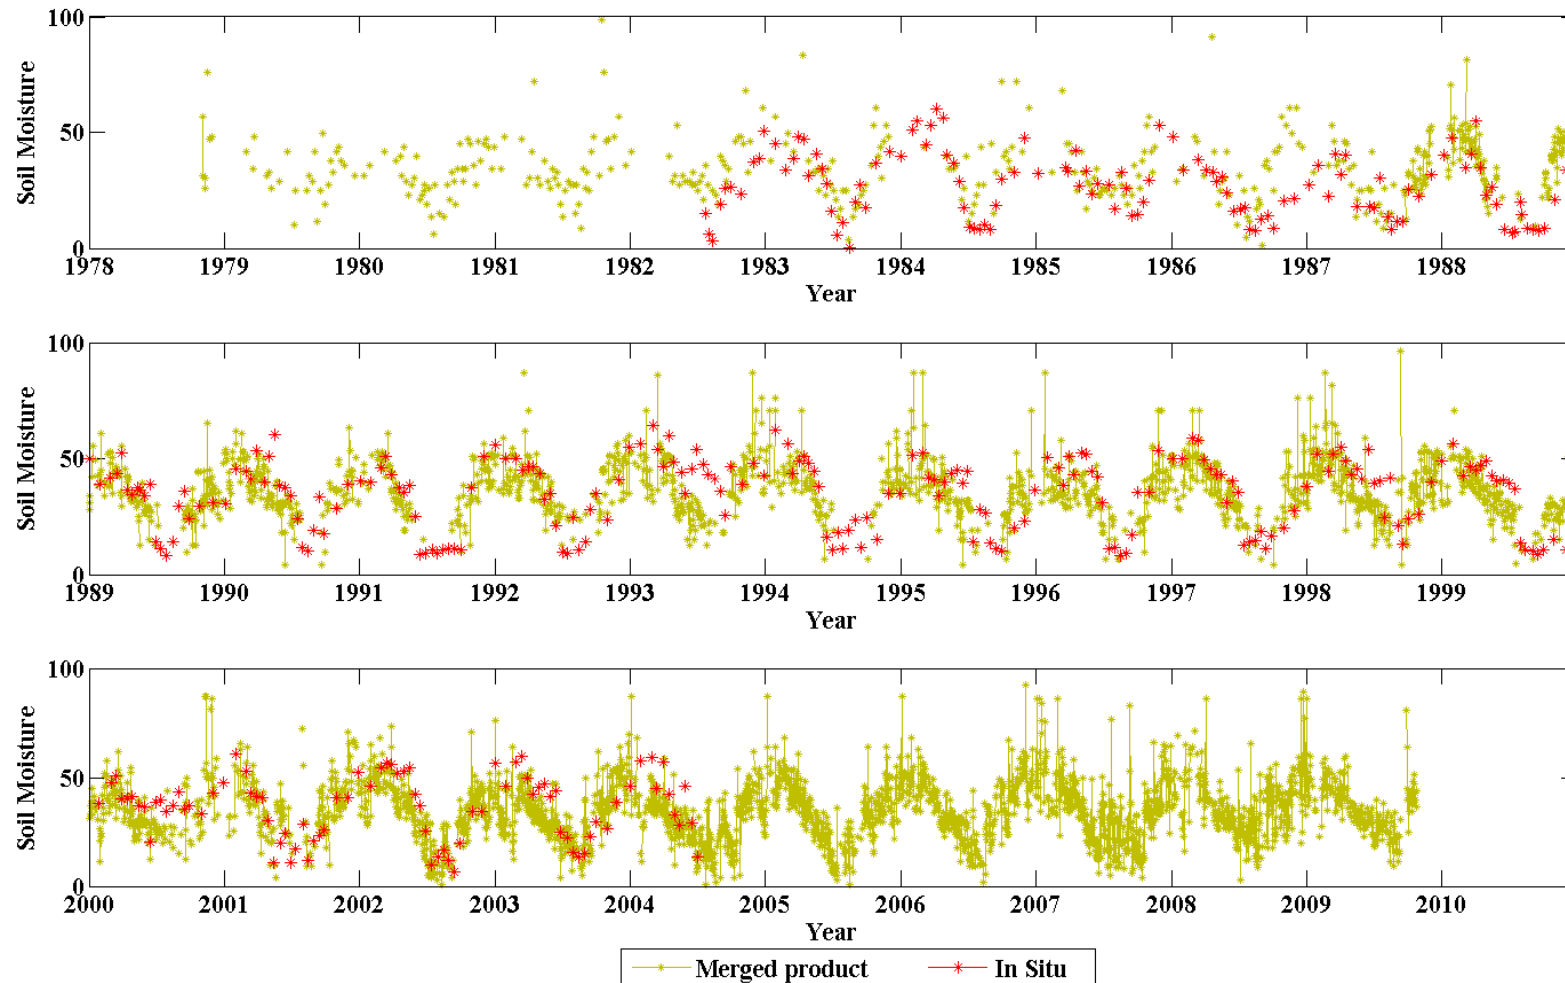 100
Soil Moisture
50
0
1978 1979 1980 1981 1982 1983 1984 1985 1986 1987 1988
Year
100
Soil Moisture
50
0
1989 1990 1991 1992 1993 1994 1995 1996 1997 1998 1999
Year
100
Soil Moisture
50
0
2000 2001 2002 2003 2004 2005 2006 2007 2008 2009 2010
Year
Merged product In Situ